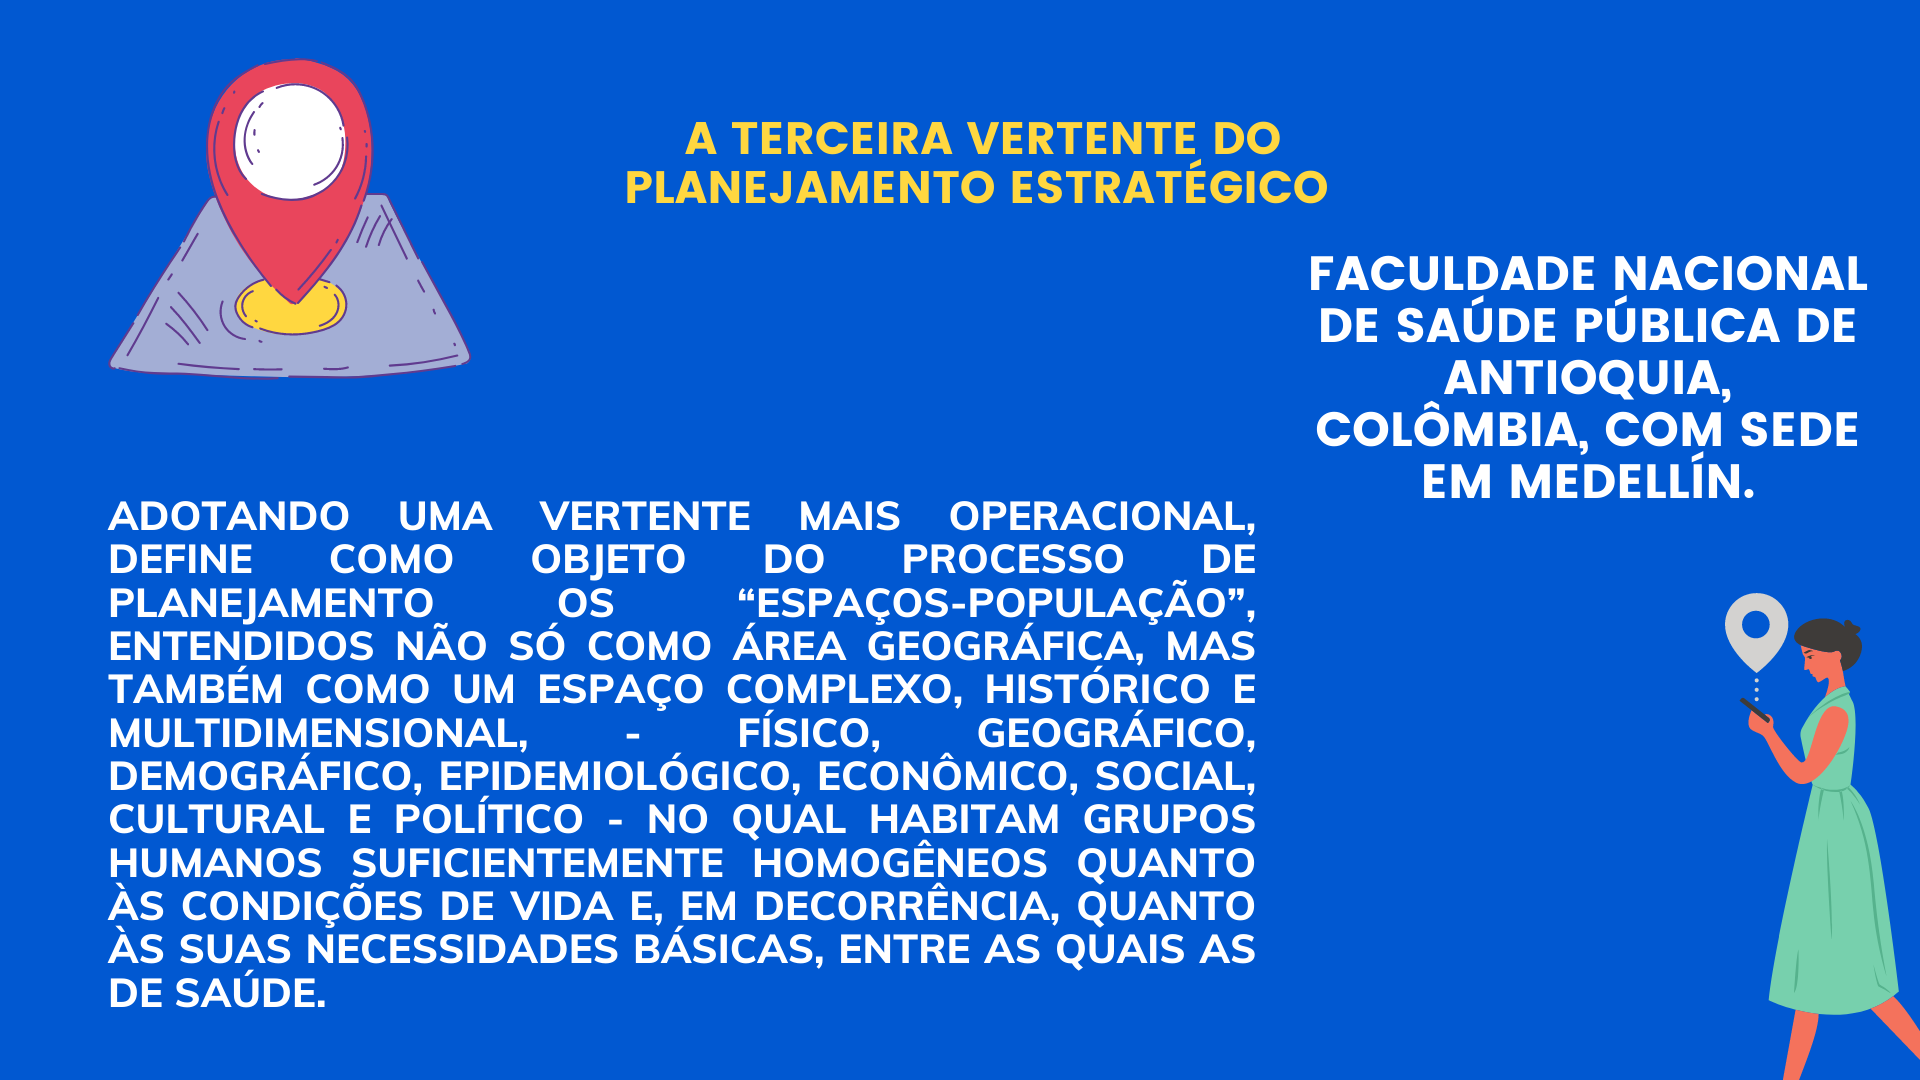 A TERCEIRA VERTENTE DO
PLANEJAMENTO ESTRATÉGICO
FACULDADE NACIONAL
DE SAÚDE PÚBLICA DE
ANTIOQUIA,
COLÔMBIA, COM SEDE
EM MEDELLÍN.
ADOTANDO UMA VERTENTE MAIS OPERACIONAL,
DEFINE COMO OBJETO DO PROCESSO DE
PLANEJAMENTO OS “ESPAÇOS-POPULAÇÃO”,
ENTENDIDOS NÃO SÓ COMO ÁREA GEOGRÁFICA, MAS
TAMBÉM COMO UM ESPAÇO COMPLEXO, HISTÓRICO E
MULTIDIMENSIONAL, - FÍSICO, GEOGRÁFICO,
DEMOGRÁFICO, EPIDEMIOLÓGICO, ECONÔMICO, SOCIAL,
CULTURAL E POLÍTICO - NO QUAL HABITAM GRUPOS
HUMANOS SUFICIENTEMENTE HOMOGÊNEOS QUANTO
ÀS CONDIÇÕES DE VIDA E, EM DECORRÊNCIA, QUANTO
ÀS SUAS NECESSIDADES BÁSICAS, ENTRE AS QUAIS AS
DE SAÚDE.